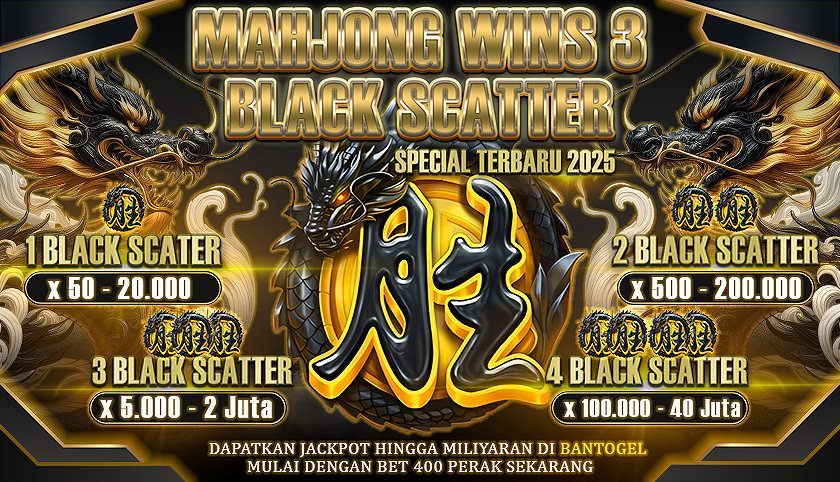 MAHJONG WINS 3
BLACK SCATTER
SPECIAL TERBARU 2025
胜
1 BLACK SCATER
x 50 - 20.000
2 BLACK SCATTER
x 500 - 200.000
3 BLACK SCATTER
x 5.000 - 2 Juta
4 BLACK SCATTER
x 100.000 - 40 Juta
DAPATKAN JACKPOT HINGGA MILIYARAN DI BANTOGEL
MULAI DENGAN BET 400 PERAK SEKARANG